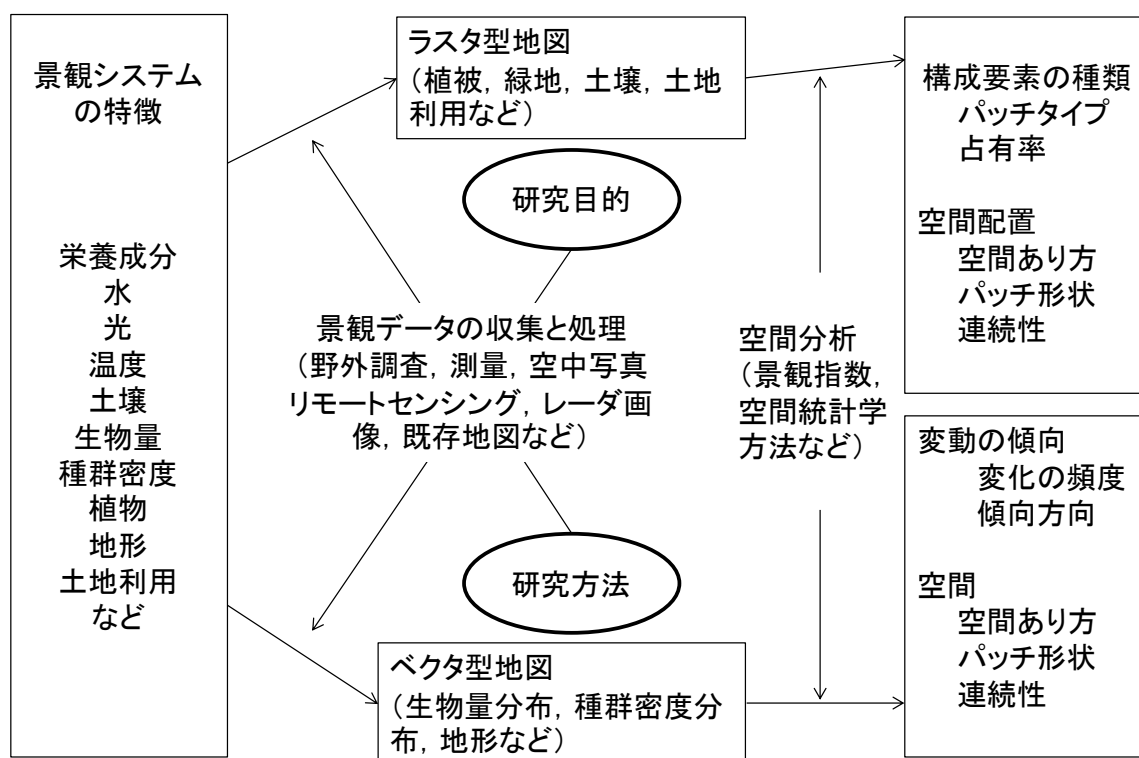 景観システム
の特徴
栄養成分
水
光
温度
土壌
生物量
種群密度
植物
地形
土地利用
など
ラスタ型地図
(植被, 緑地, 土壌, 土地
利用など)
研究目的
景観データの収集と処理
(野外調査, 測量, 空中写真
リモートセンシング, レーダ画
像, 既存地図など)
研究方法
ベクタ型地図
(生物量分布, 種群密度分
布, 地形など)
空間分析
(景観指数,
空間統計学
方法など)
構成要素の種類
パッチタイプ
占有率
空間配置
空間あり方
パッチ形状
連続性
変動の傾向
変化の頻度
傾向方向
空間
空間あり方
パッチ形状
連続性